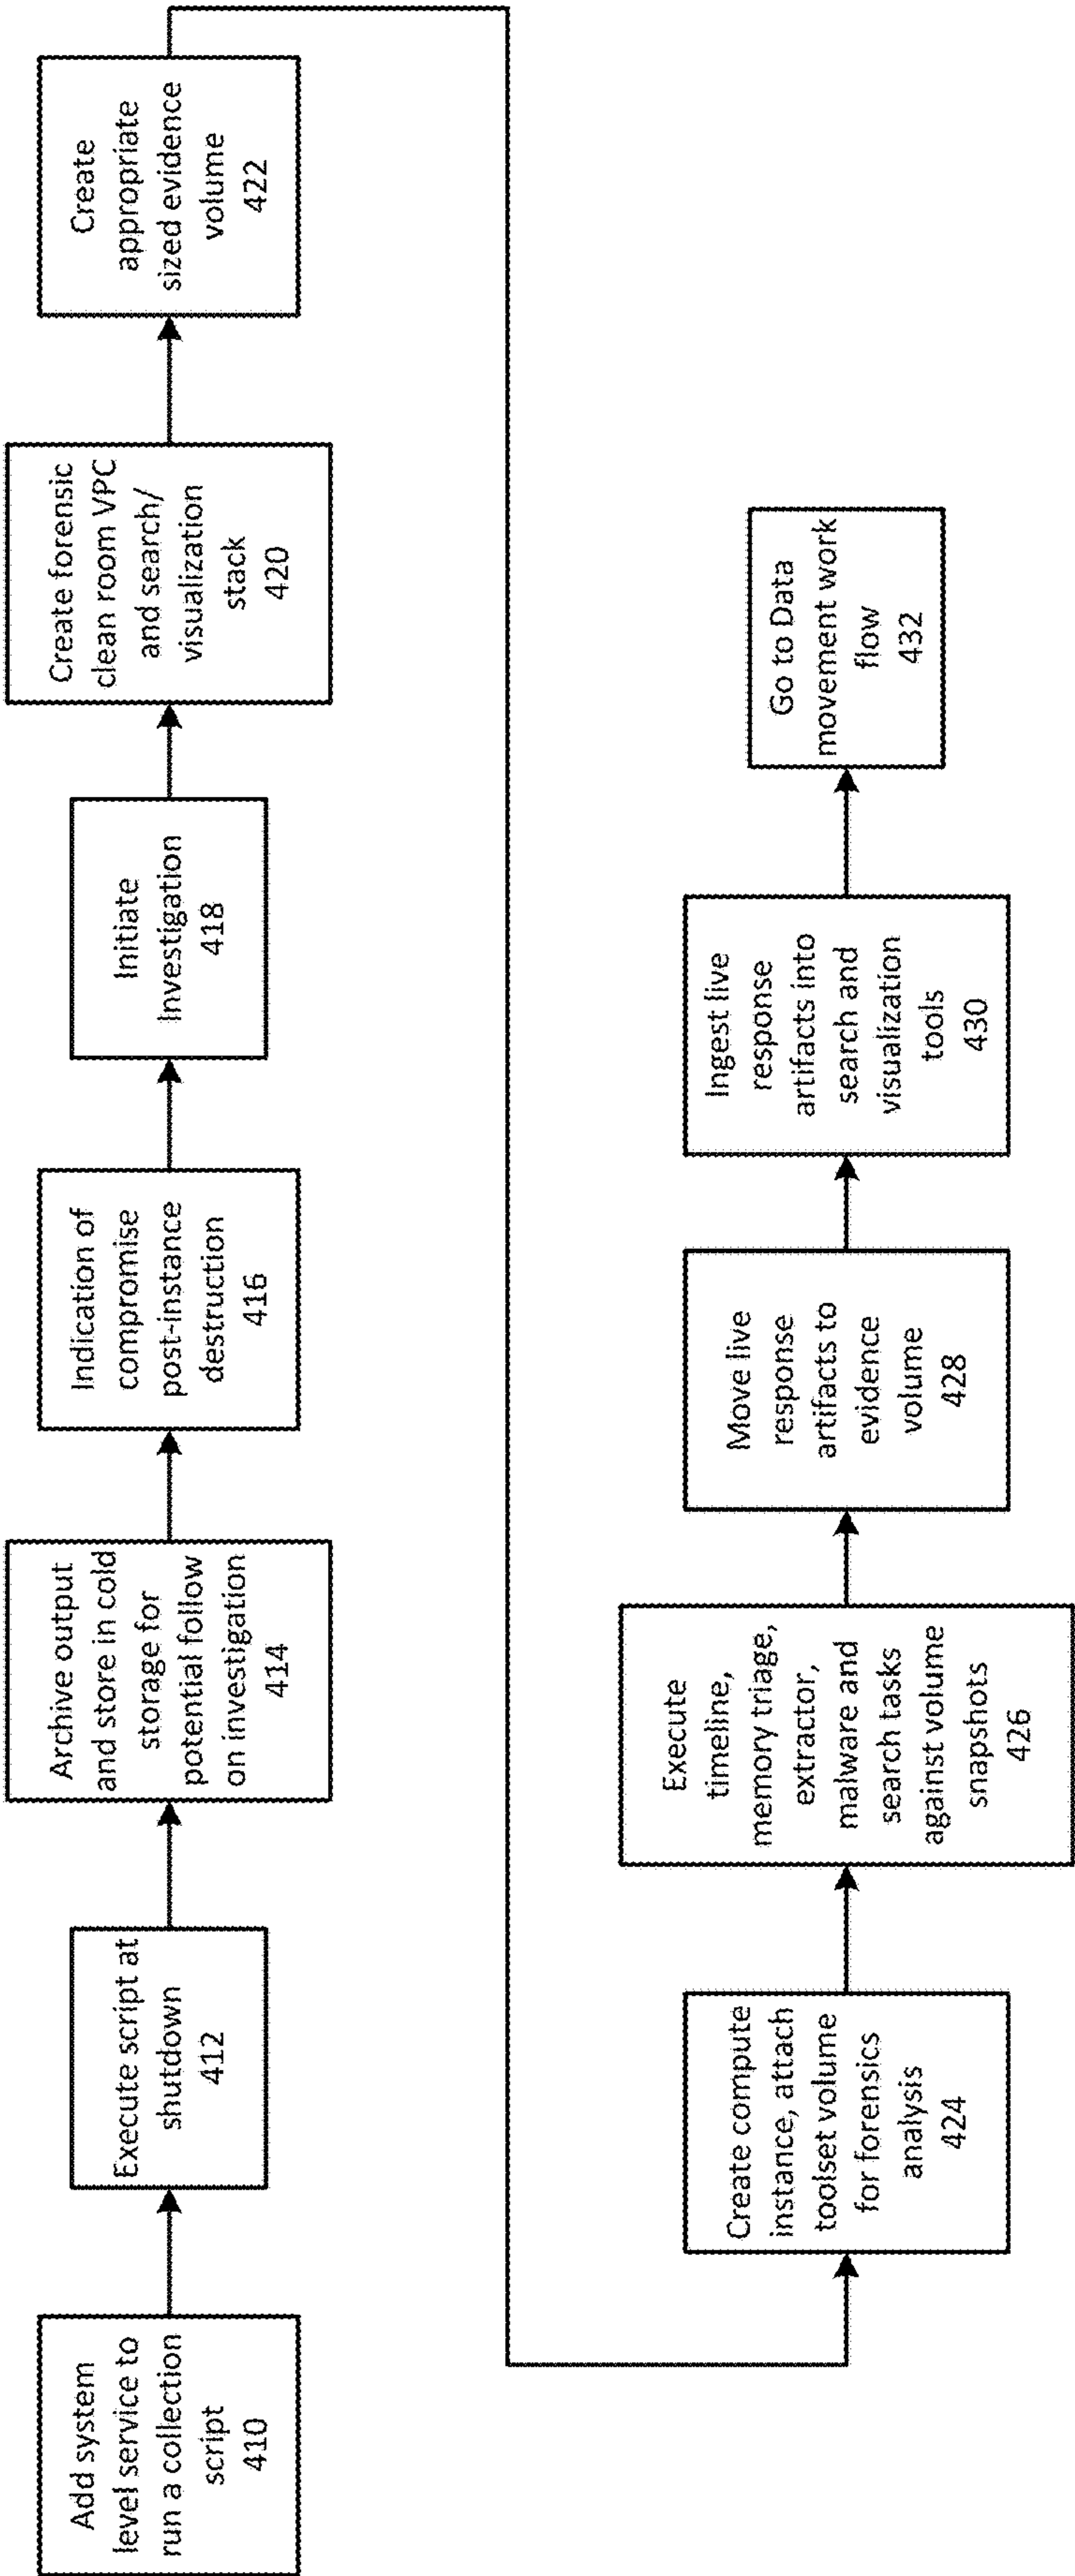 Add system
level service to
run a collection
script
410
Execute script at
shutdown
412
Archive output
and store in cold
storage for
potential follow
on investigation
414
Indication of
compromise
post-instance
destruction
416
Initiate
Investigation
418
Create forensic
clean room VPC
and search/
visualization
stack
420
Create
appropriate
sized evidence
volume
422
Create compute
instance, attach
toolset volume
for forensics
analysis
424
Execute
timeline,
memory triage,
extractor,
malware and
search tasks
against volume
snapshots
426
Move live
response
artifacts to
evidence
volume
428
Ingest live
response
artifacts into
search and
visualization
tools
430
Go to Data
movement work
flow
432